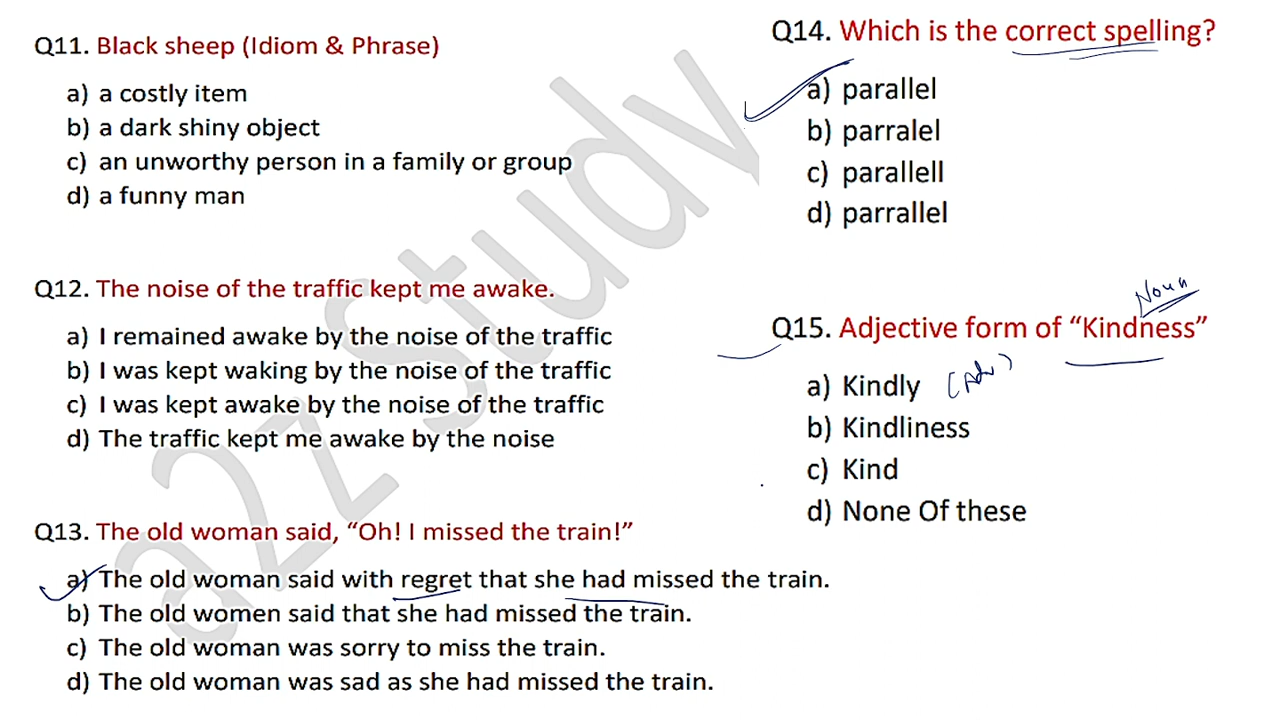 Q11. Black sheep (Idiom & Phrase)
a) a costly item
b) a dark shiny object
c) an unworthy person in a family or group
d) a funny man
Q12. The noise of the traffic kept me awake.
a) I remained awake by the noise of the traffic
b) I was kept waking by the noise of the traffic
c) I was kept awake by the noise of the traffic
d) The traffic kept me awake by the noise
Q13. The old woman said, “Oh! I missed the train!”
a) The old woman said with regret that she had missed the train.
b) The old women said that she had missed the train.
c) The old woman was sorry to miss the train.
d) The old woman was sad as she had missed the train.
Q14. Which is the correct spelling?
a) parallel
b) parralel
c) parallell
d) parrallel
Noun
Q15. Adjective form of “Kindness”
a) Kindly (Adv)
b) Kindliness
c) Kind
d) None Of these
a2z study